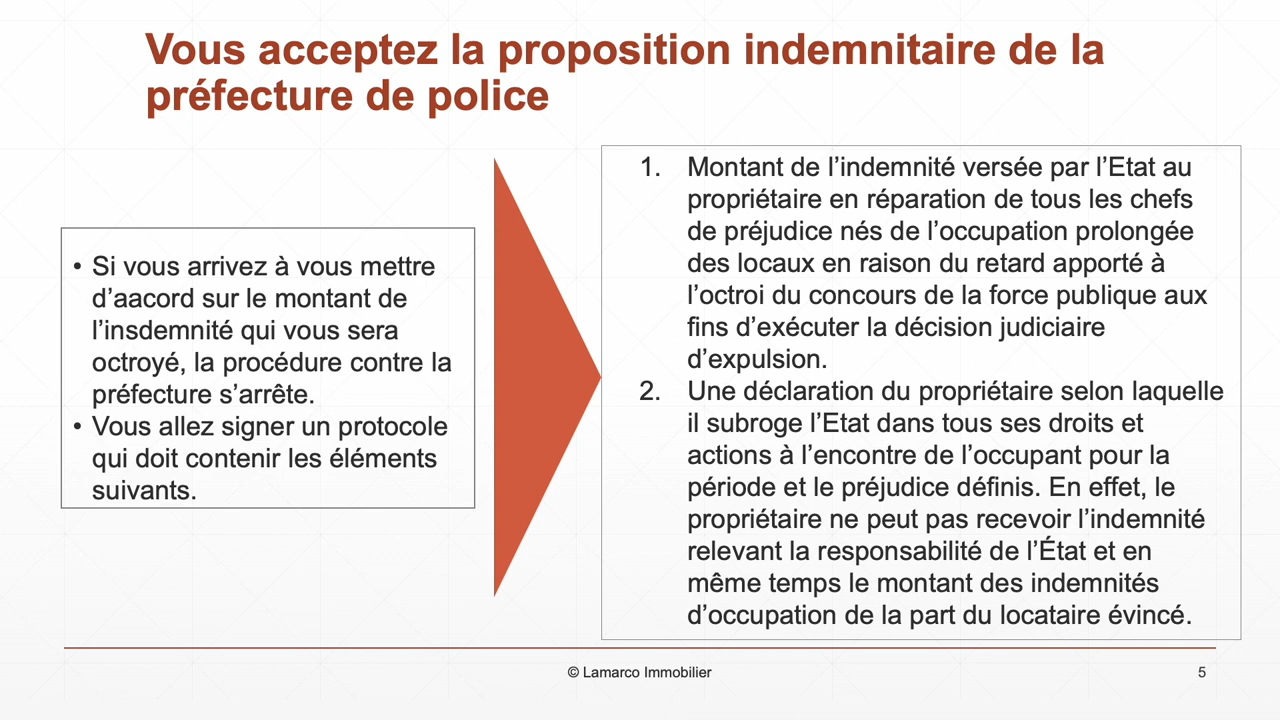 Vous acceptez la proposition indemnitaire de la
préfecture de police
• Si vous arrivez à vous mettre
d’aacord sur le montant de
l’insdemnité qui vous sera
octroyé, la procédure contre la
préfecture s’arrête.
• Vous allez signer un protocole
qui doit contenir les éléments
suivants.
1. Montant de l’indemnité versée par l’Etat au
propriétaire en réparation de tous les chefs
de préjudice nés de l’occupation prolongée
des locaux en raison du retard apporté à
l’octroi du concours de la force publique aux
fins d’exécuter la décision judiciaire
d’expulsion.
2. Une déclaration du propriétaire selon laquelle
il subroge l’Etat dans tous ses droits et
actions à l’encontre de l’occupant pour la
période et le préjudice définis. En effet, le
propriétaire ne peut pas recevoir l’indemnité
relevant la responsabilité de l’État et en
même temps le montant des indemnités
d’occupation de la part du locataire évincé.
© Lamarco Immobilier
5